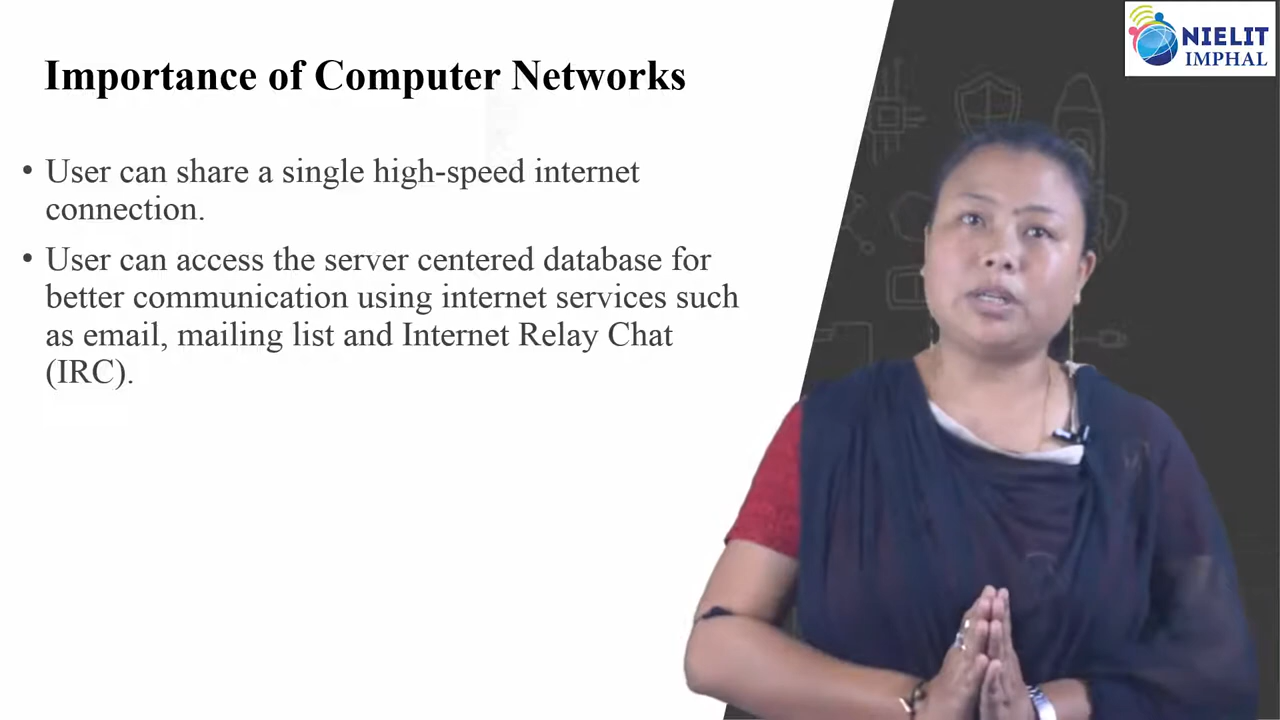 NIELIT
IMPHAL
Importance of Computer Networks
• User can share a single high-speed internet
connection.
• User can access the server centered database for
better communication using internet services such
as email, mailing list and Internet Relay Chat
(IRC).